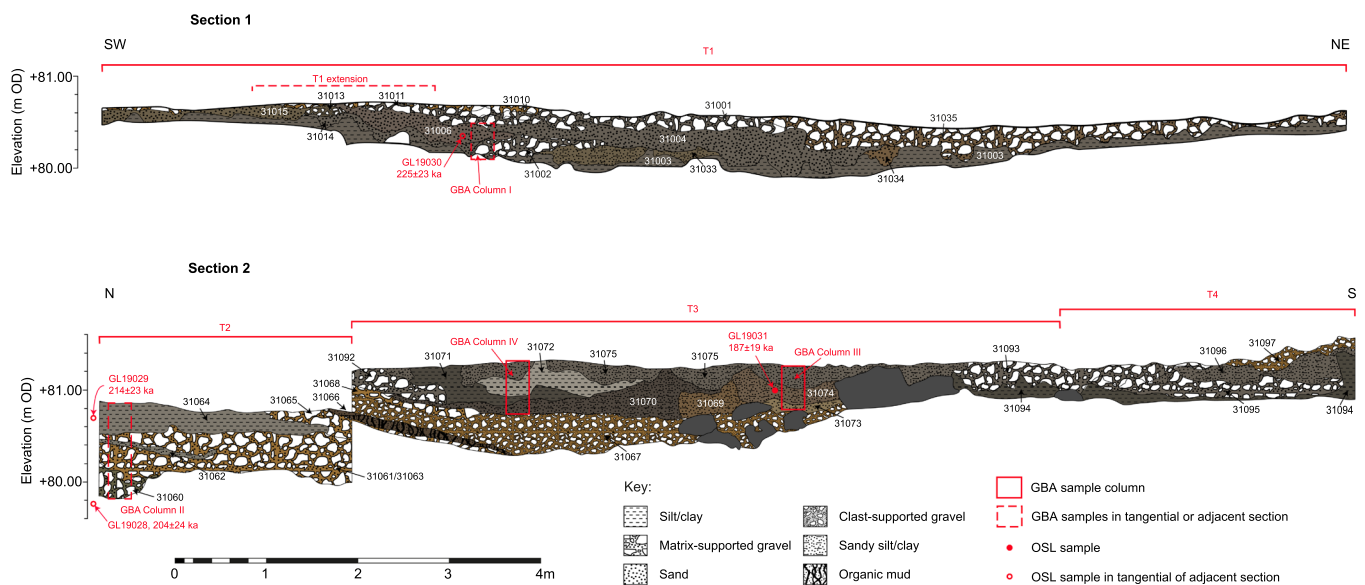 Section 1
SW
NE
T1
Elevation (m OD)
+81.00
+80.00
T1 extension
31013
31011
31010
31001
31035
31015
31014
31006
31004
31003
31003
31002
31033
31034
GL19030
225±23 ka
GBA Column I
Section 2
N
S
T2
T3
T4
Elevation (m OD)
+81.00
+80.00
GL19029
214±23 ka
31064
31065
31092
31068
31066
31071
GBA Column IV
31072
31075
31075
GL19031
187±19 ka
GBA Column III
31093
31096
31097
31070
31069
31074
31073
31094
31095
31094
31067
31062
31061/31063
31060
GBA Column II
GL19028, 204±24 ka
0
1
2
3
4m
Key:
Silt/clay
Matrix-supported gravel
Sand
Clast-supported gravel
Sandy silt/clay
Organic mud
GBA sample column
GBA samples in tangential or adjacent section
OSL sample
OSL sample in tangential of adjacent section